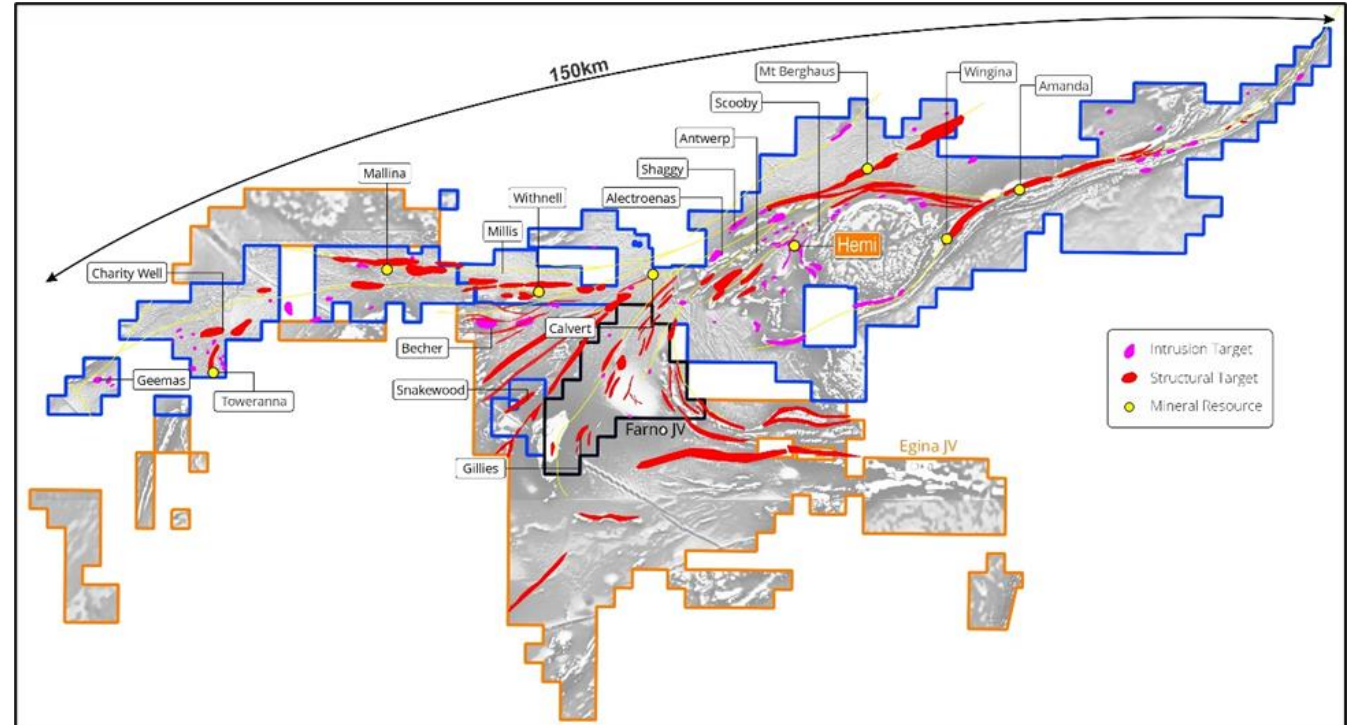 150km
Mt Berghaus
Wingina
Scooby
Amanda
Antwerp
Mallina
Shaggy
Withnell
Alectroenas
Millis
Hemi
Charity Well
Calvert
Becher
Intrusion Target
Geemas
Structural Target
Snakewood
Toweranna
Mineral Resource
Farno JV
Egina JV
Gillies